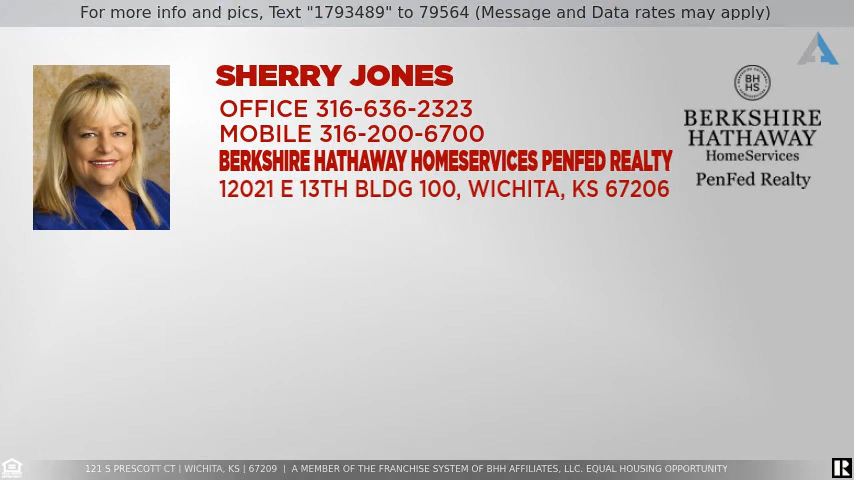 For more info and pics, Text "1793489" to 79564 (Message and Data rates may apply)
SHERRY JONES
OFFICE 316-636-2323
MOBILE 316-200-6700
BERKSHIRE HATHAWAY HOMESERVICES PENFED REALTY
12021 E 13TH BLDG 100, WICHITA, KS 67206
BH
HS
BERKSHIRE
HATHAWAY
HomeServices
PenFed Realty
121 S PRESCOTT CT | WICHITA, KS | 67209 | A MEMBER OF THE FRANCHISE SYSTEM OF BHH AFFILIATES, LLC. EQUAL HOUSING OPPORTUNITY